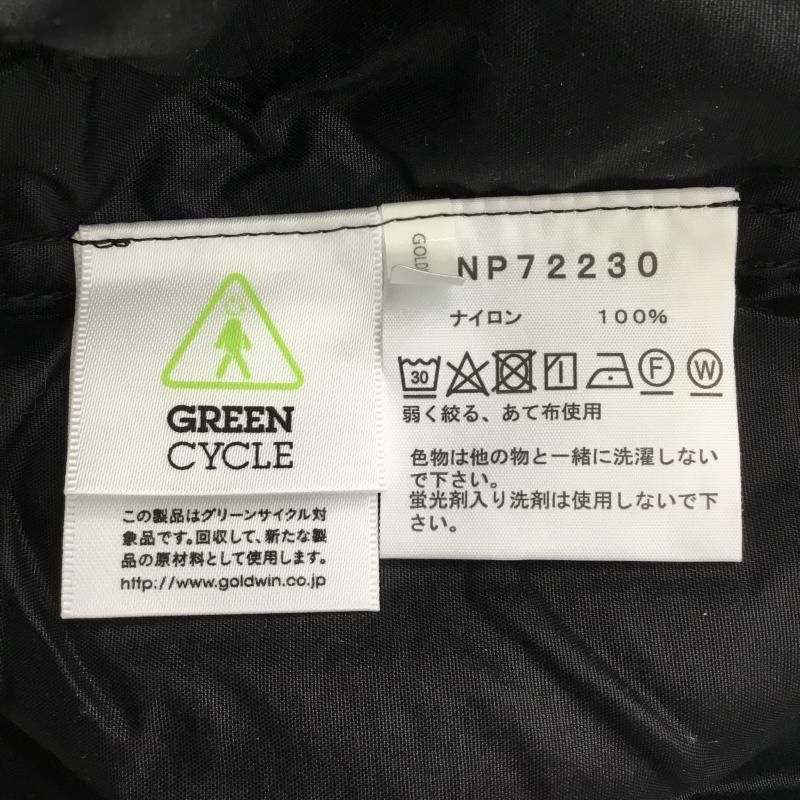 GREEN
CYCLE
この製品はグリーンサイクル対
象品です。回収して、新たな製
品の原材料として使用します。
http://www.goldwin.co.jp
GOLD
NP72230
ナイロン 100%
30
F
W
弱く絞る、あて布使用
色物は他の物と一緒に洗濯しない
で下さい。
蛍光剤入り洗剤は使用しないで下
さい。